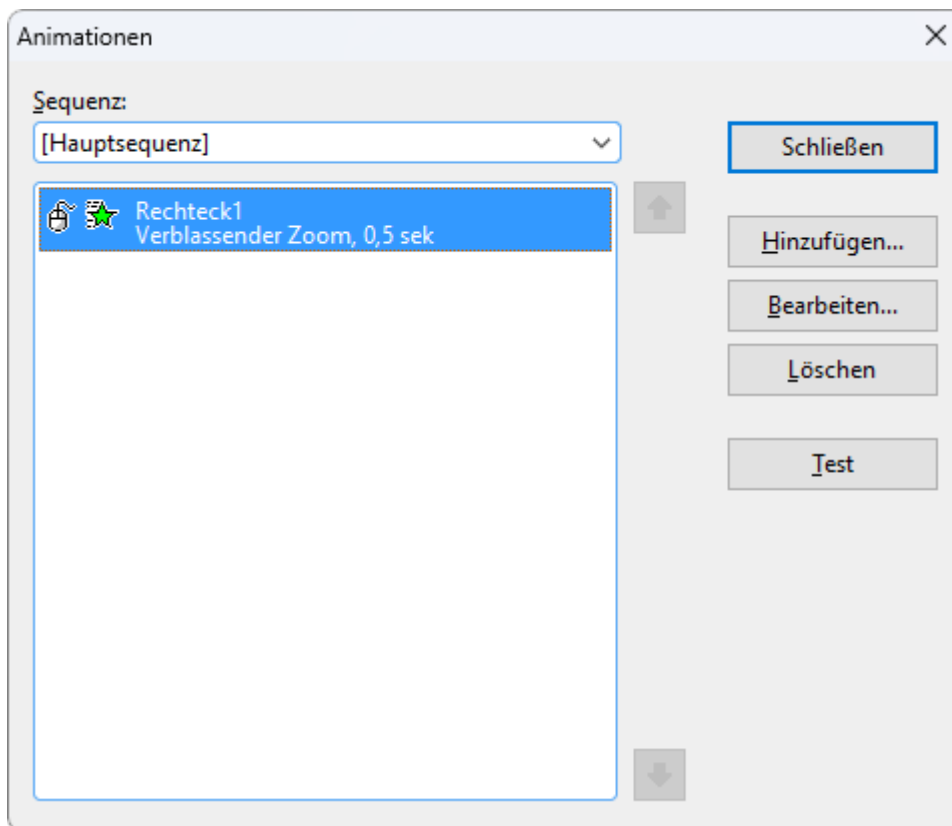 Animationen
Sequenz:
[Hauptsequenz]
Schließen
Rechteck1
Verblassender Zoom, 0,5 sek
Hinzufügen...
Bearbeiten...
Löschen
Test